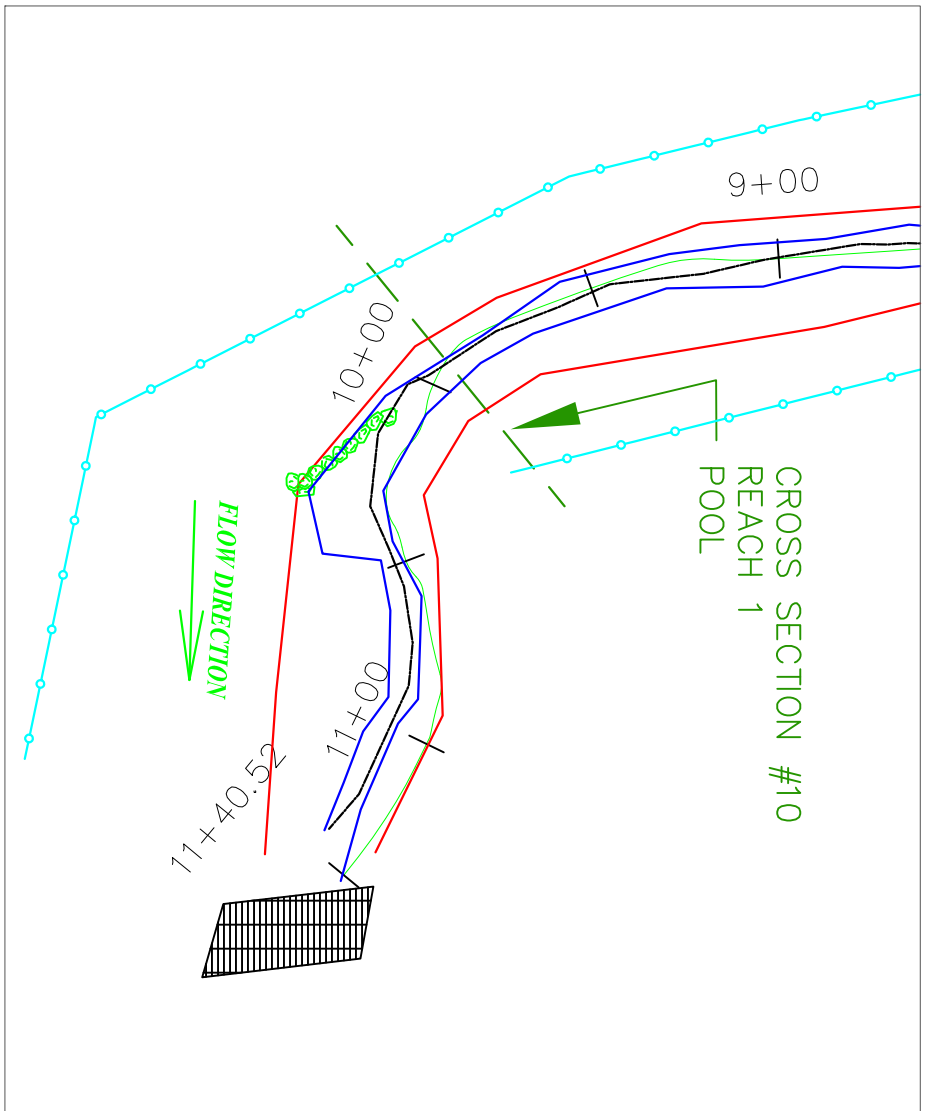 9+00
10+00
CROSS SECTION #10
REACH 1
POOL
FLOW DIRECTION
11+00
11+40.52